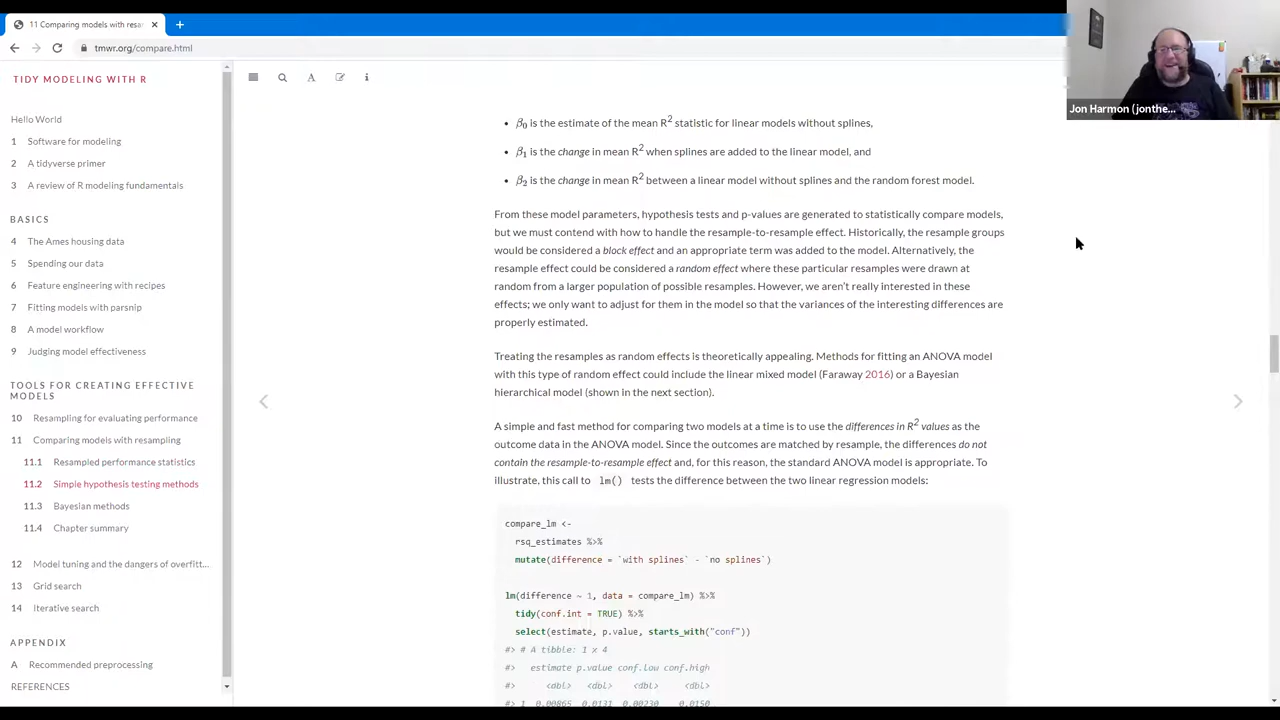 11 Comparing models with resa
tmwr.org/compare.html
Jon Harmon (jonthe...
TIDY MODELING WITH R
Hello World
1 Software for modeling
2 A tidyverse primer
3 A review of R modeling fundamentals
BASICS
4 The Ames housing data
5 Spending our data
6 Feature engineering with recipes
7 Fitting models with parsnip
8 A model workflow
9 Judging model effectiveness
TOOLS FOR CREATING EFFECTIVE
MODELS
10 Resampling for evaluating performance
11 Comparing models with resampling
11.1 Resampled performance statistics
11.2 Simple hypothesis testing methods
11.3 Bayesian methods
11.4 Chapter summary
12 Model tuning and the dangers of overfitt...
13 Grid search
14 Iterative search
APPENDIX
A Recommended preprocessing
REFERENCES
• β0 is the estimate of the mean R2 statistic for linear models without splines,
• β1 is the change in mean R2 when splines are added to the linear model, and
• β2 is the change in mean R2 between a linear model without splines and the random forest model.
From these model parameters, hypothesis tests and p-values are generated to statistically compare models,
but we must contend with how to handle the resample-to-resample effect. Historically, the resample groups
would be considered a block effect and an appropriate term was added to the model. Alternatively, the
resample effect could be considered a random effect where these particular resamples were drawn at
random from a larger population of possible resamples. However, we aren't really interested in these
effects; we only want to adjust for them in the model so that the variances of the interesting differences are
properly estimated.
Treating the resamples as random effects is theoretically appealing. Methods for fitting an ANOVA model
with this type of random effect could include the linear mixed model (Faraway 2016) or a Bayesian
hierarchical model (shown in the next section).
A simple and fast method for comparing two models at a time is to use the differences in R2 values as the
outcome data in the ANOVA model. Since the outcomes are matched by resample, the differences do not
contain the resample-to-resample effect and, for this reason, the standard ANOVA model is appropriate. To
illustrate, this call to lm() tests the difference between the two linear regression models:
compare_lm <-
rsq_estimates %>%
mutate(difference = `with splines` - `no splines`)
lm(difference ~ 1, data = compare_lm) %>%
tidy(conf.int = TRUE) %>%
select(estimate, p.value, starts_with("conf"))
#> # A tibble: 1 x 4
#> estimate p.value conf.low conf.high
#> <dbl> <dbl> <dbl> <dbl>
#> 1 0.00865 0.0131 0.00230 0.0150